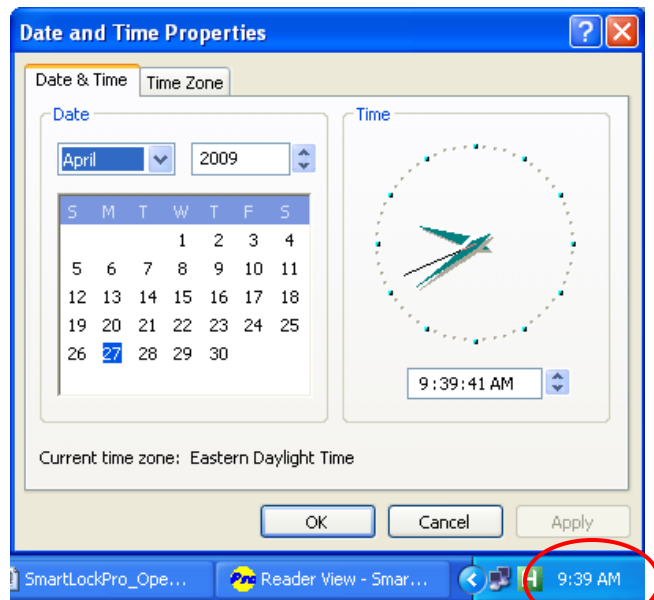 Date and Time Properties
Date & Time Time Zone
Date
Time
April 2009
S M T W T F S
1 2 3 4
5 6 7 8 9 10 11
12 13 14 15 16 17 18
19 20 21 22 23 24 25
26 27 28 29 30
9:39:41 AM
Current time zone: Eastern Daylight Time
OK Cancel Apply
SmartLockPro_Ope... Pro Reader View - Smar... H 9:39 AM